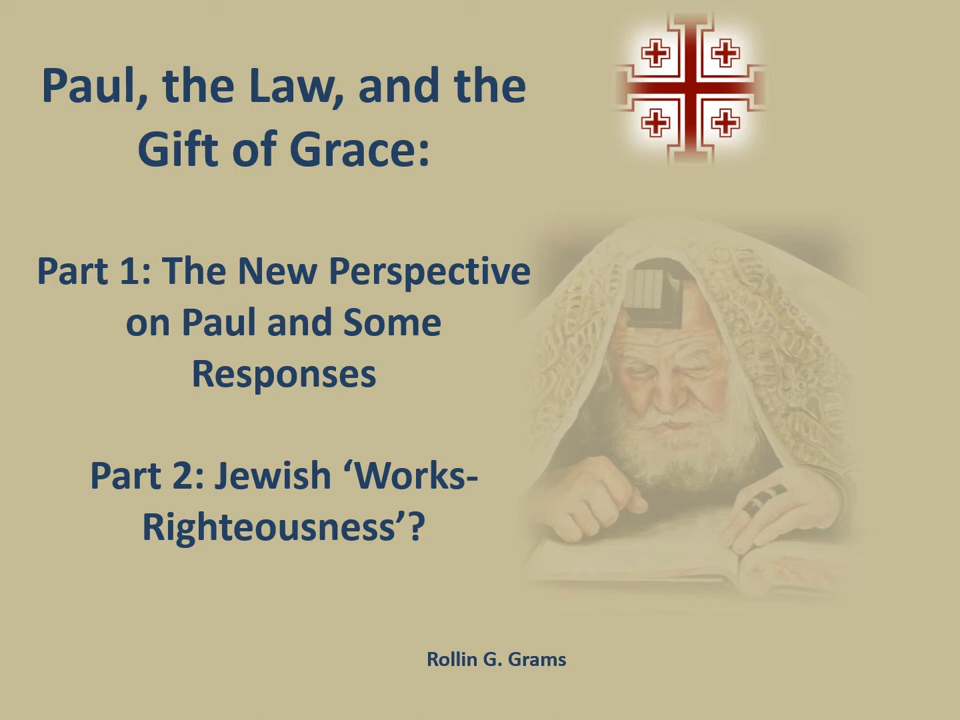 Paul, the Law, and the
Gift of Grace:
Part 1: The New Perspective
on Paul and Some
Responses
Part 2: Jewish ‘Works-
Righteousness’?
Rollin G. Grams